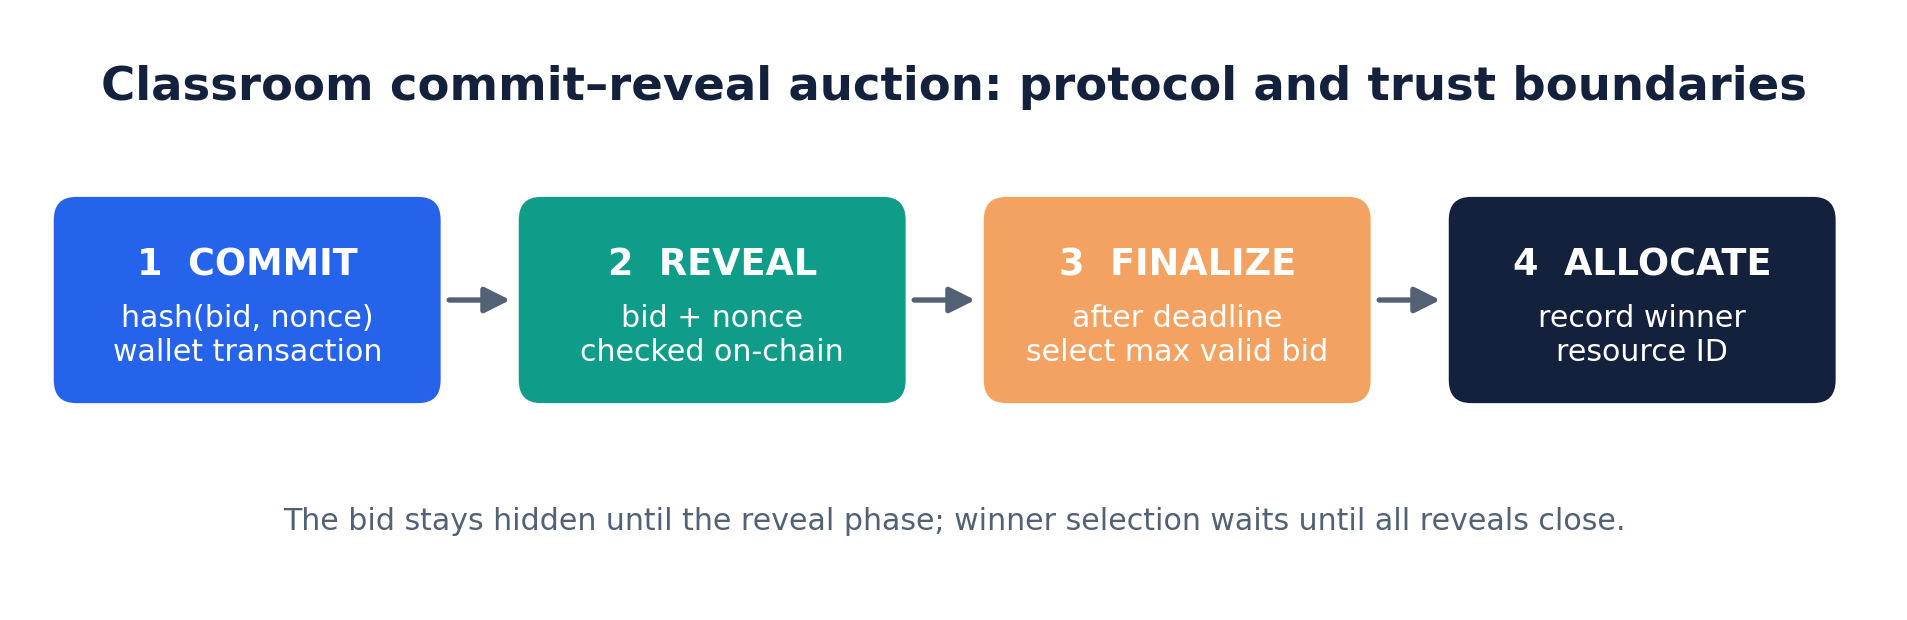 Classroom commit–reveal auction: protocol and trust boundaries
1 COMMIT
hash(bid, nonce)
wallet transaction
2 REVEAL
bid + nonce
checked on-chain
3 FINALIZE
after deadline
select max valid bid
4 ALLOCATE
record winner
resource ID
The bid stays hidden until the reveal phase; winner selection waits until all reveals close.